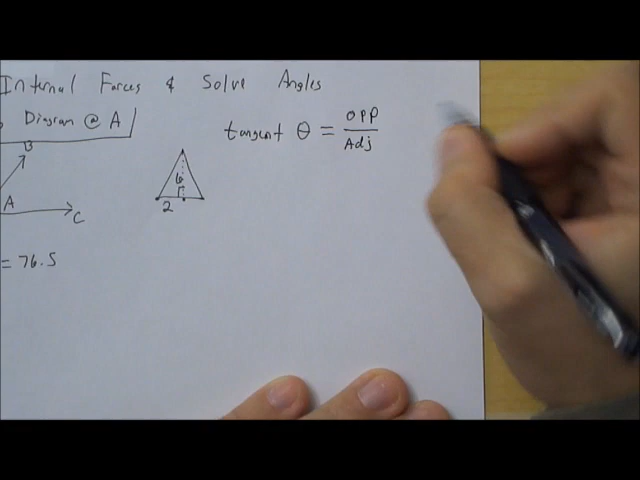 Internal Forces & Solve Angles
Diagram @ A
tangent θ = OPP
Adj
B
A
C
6
2
= 76.5